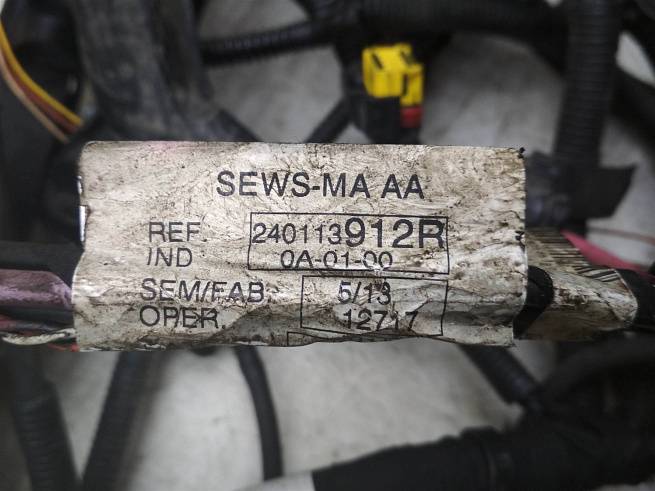 SEWS-MA AA
REF. 240113912R
IND 0A-01-00
SEM/FAB 5/13
OPER. 12717